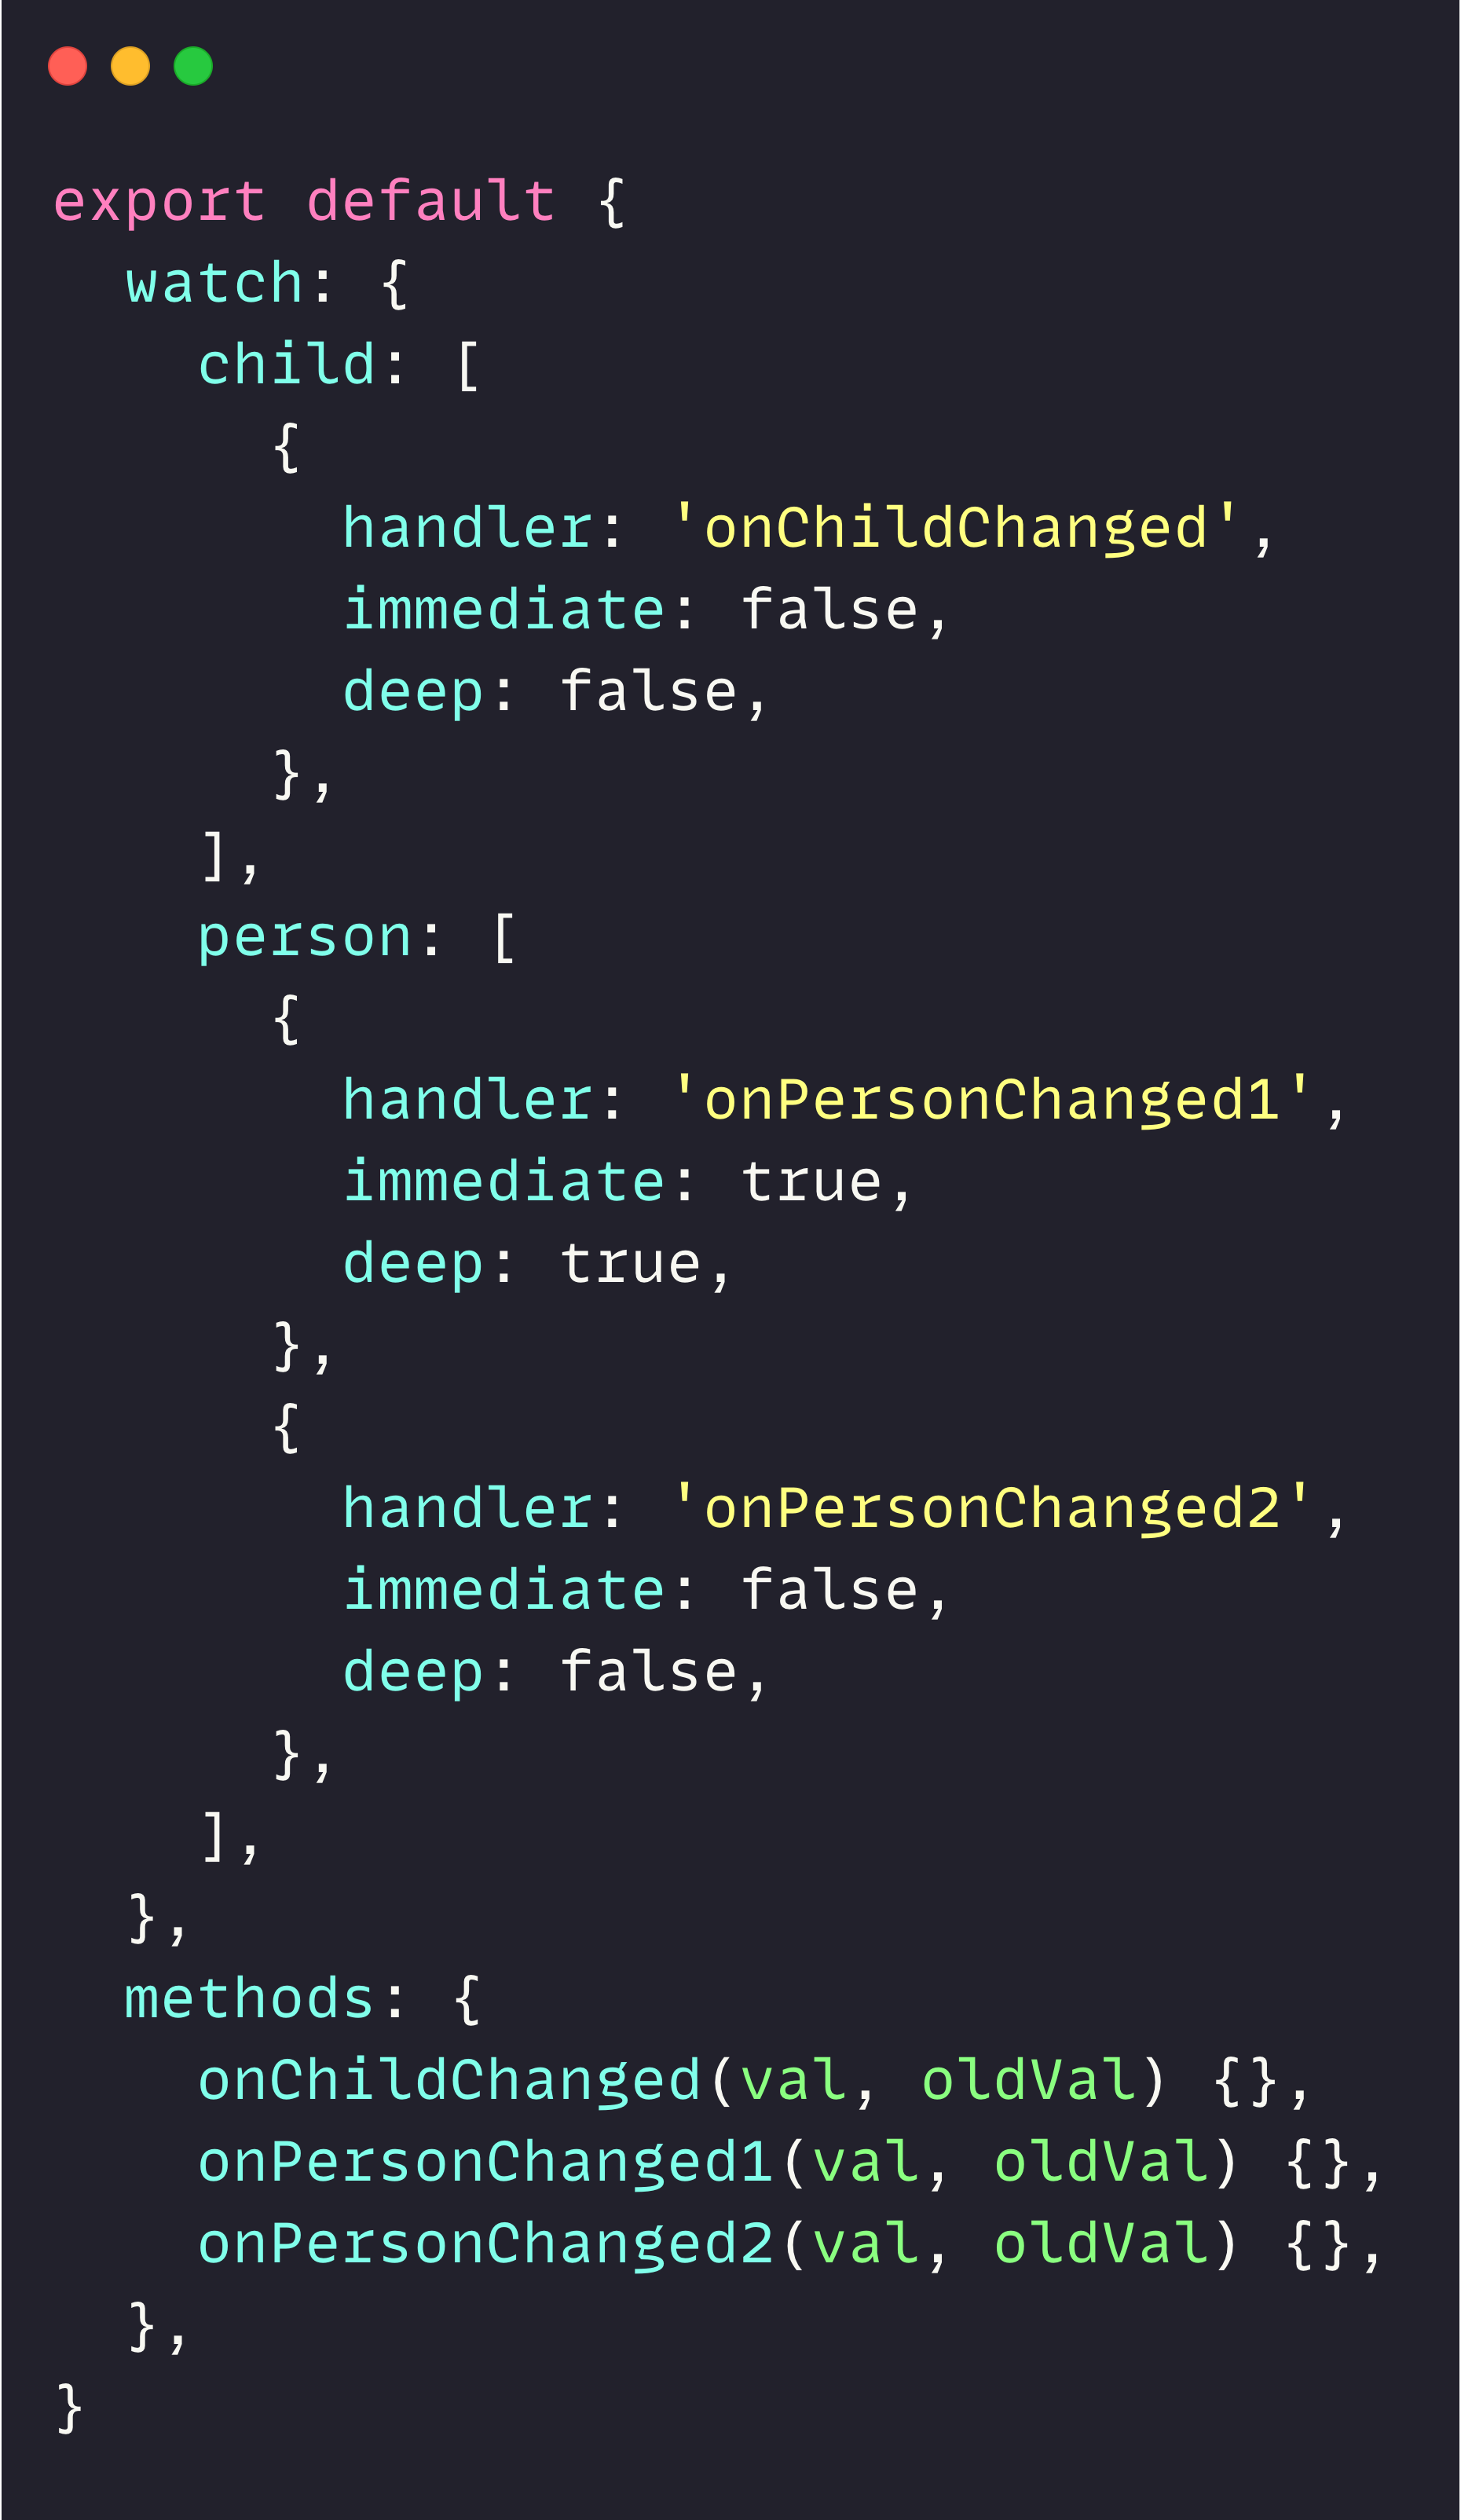 export default {
  watch: {
    child: [
      {
        handler: 'onChildChanged',
        immediate: false,
        deep: false,
      },
    ],
    person: [
      {
        handler: 'onPersonChanged1',
        immediate: true,
        deep: true,
      },
      {
        handler: 'onPersonChanged2',
        immediate: false,
        deep: false,
      },
    ],
  },
  methods: {
    onChildChanged(val, oldVal) {},
    onPersonChanged1(val, oldVal) {},
    onPersonChanged2(val, oldVal) {},
  },
}